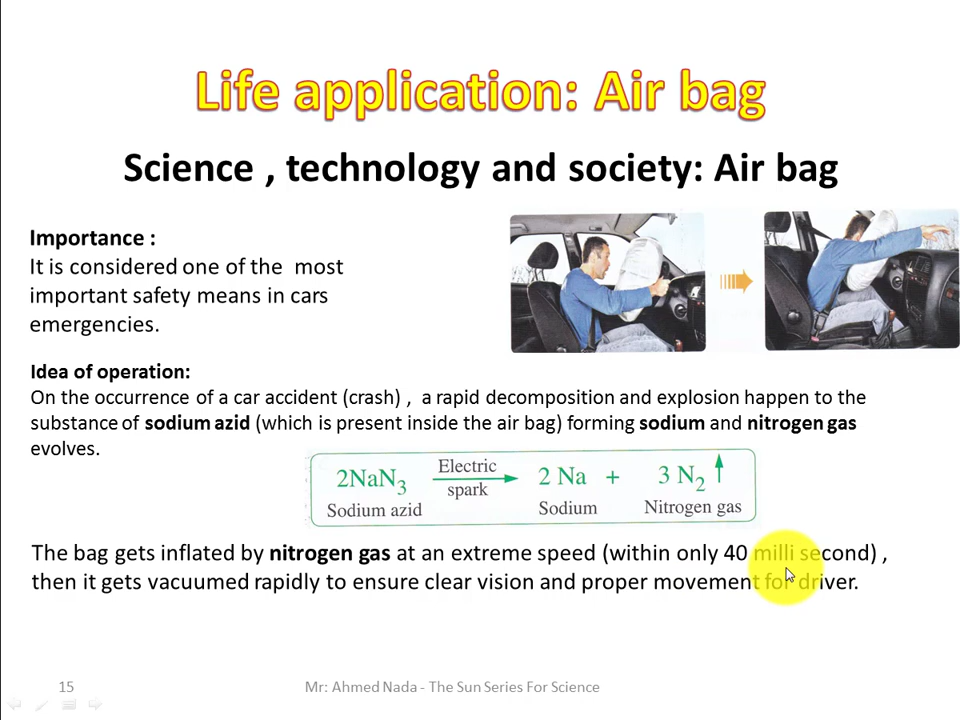 Life application: Air bag
Science , technology and society: Air bag
Importance :
It is considered one of the most
important safety means in cars
emergencies.
Idea of operation:
On the occurrence of a car accident (crash) , a rapid decomposition and explosion happen to the
substance of sodium azid (which is present inside the air bag) forming sodium and nitrogen gas
evolves.
2NaN₃ Electric spark 2 Na + 3 N₂ ↑
Sodium azid Sodium Nitrogen gas
The bag gets inflated by nitrogen gas at an extreme speed (within only 40 milli second) ,
then it gets vacuumed rapidly to ensure clear vision and proper movement for driver.
15 Mr: Ahmed Nada - The Sun Series For Science